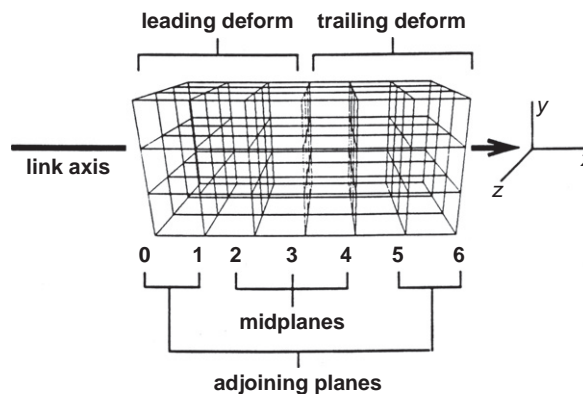 leading deform trailing deform
y
link axis
x
z
0 1 2 3 4 5 6
midplanes
adjoining planes